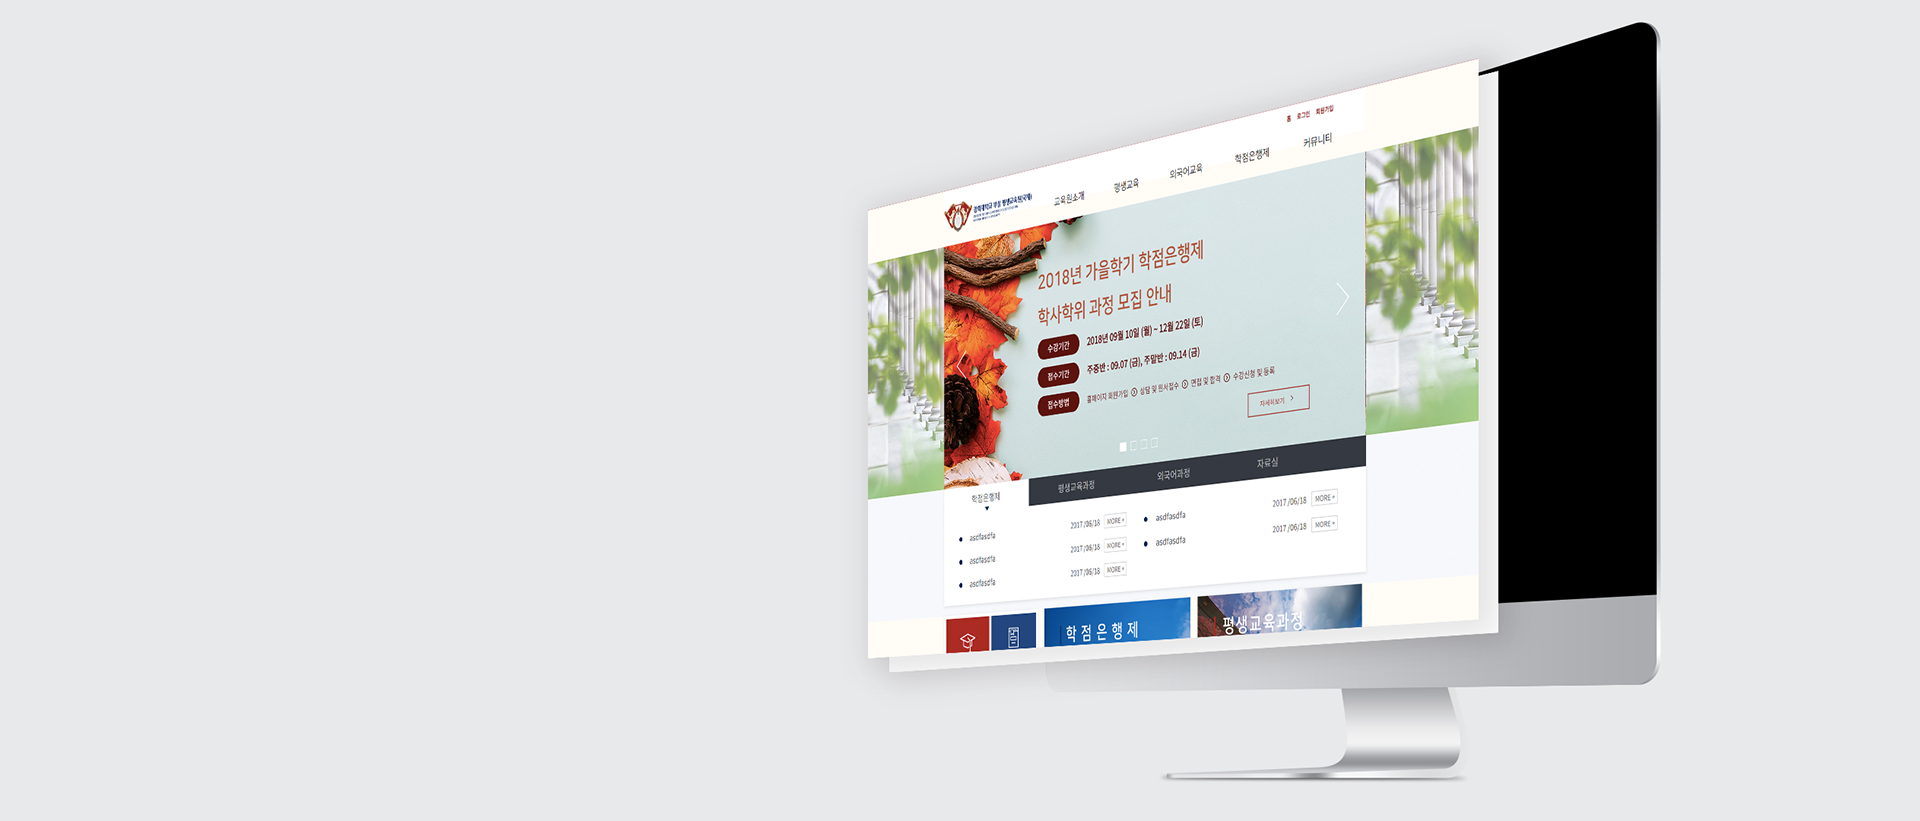 홈 로그인 회원가입
교육원소개 평생교육 외국어교육 학점은행제 커뮤니티
2018년 가을학기 학점은행제
학사학위 과정 모집 안내
수강기간 2018년 09월 10일 (월) ~ 12월 22일 (토)
접수기간 주중반 : 09.07 (금), 주말반 : 09.14 (금)
접수방법 홈페이지 회원가입 상담 및 원서접수 면접 및 합격 수강신청 및 등록
자세히보기
학점은행제 평생교육과정 외국어과정 자료실
asdfasdfa 2017 /06/18 MORE +
asdfasdfa 2017 /06/18 MORE +
asdfasdfa 2017 /06/18 MORE +
asdfasdfa 2017 /06/18 MORE +
asdfasdfa 2017 /06/18 MORE +
학점은행제
평생교육과정